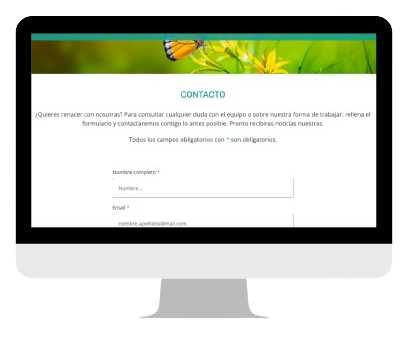 CONTACTO
¿Quieres renacer con nosotras? Para consultar cualquier duda con el equipo o sobre nuestra forma de trabajar, rellena el
formulario y contactaremos contigo lo antes posible. Pronto recibiras noticias nuestras.
Todos los campos obligatorios con * son obligatorios.
Nombre completo *
Nombre...
Email *
nombre.apellidos@mail.com